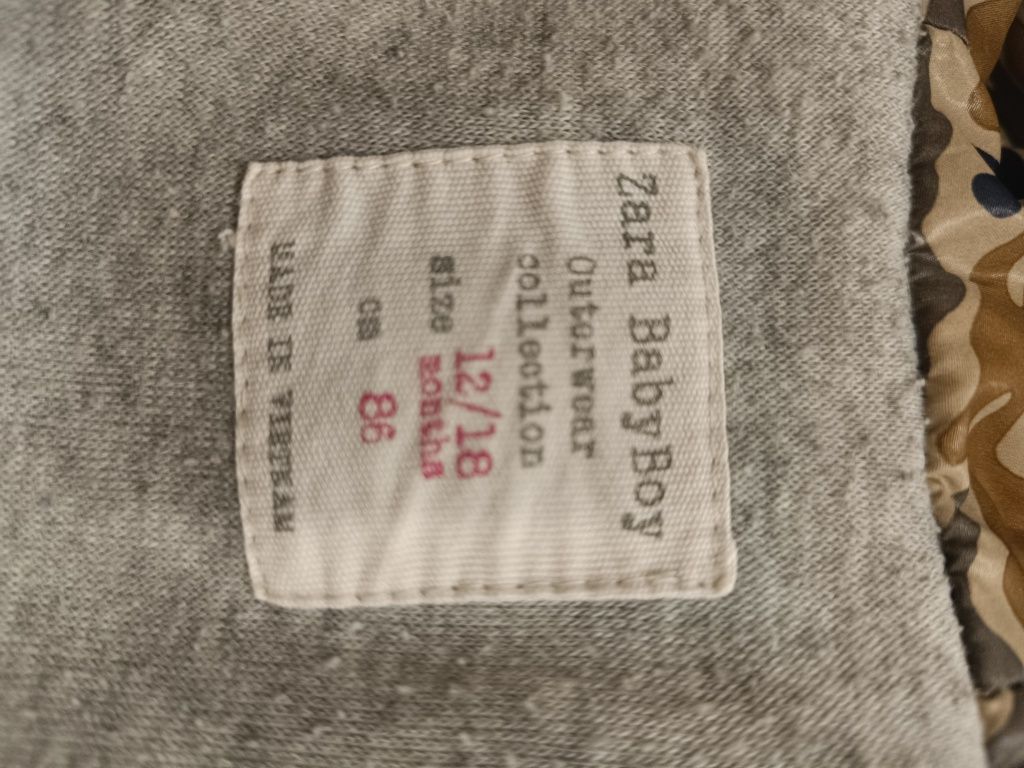 Zara BabyBoy
Outerwear
collection
size 12/18 months
cm 86
MADE IN VIETNAM